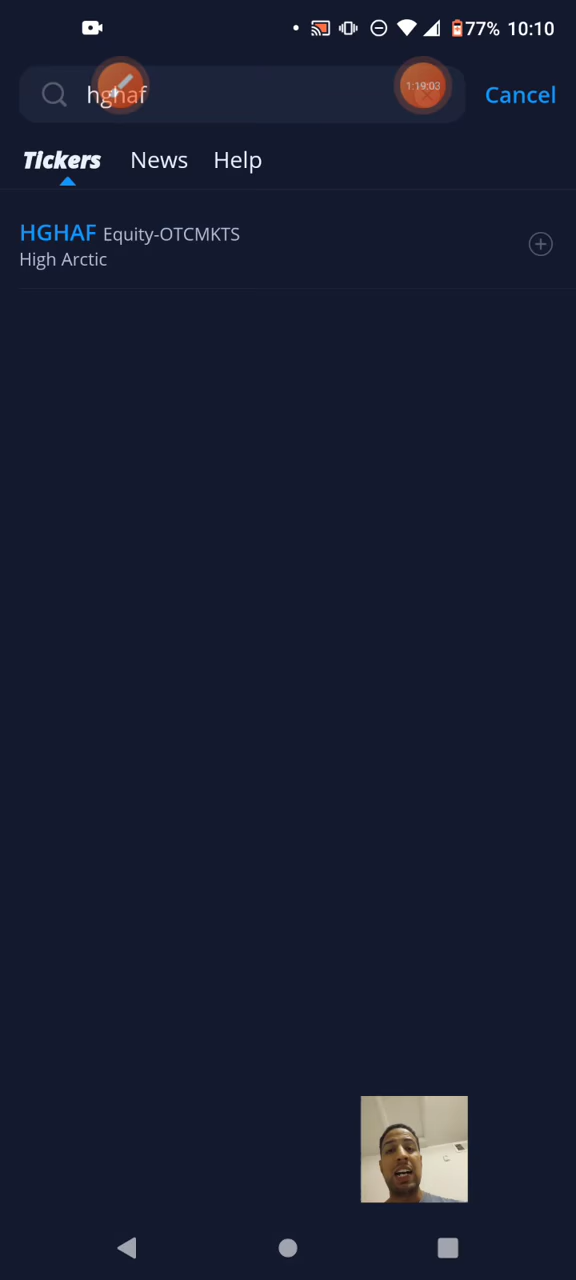 77% 10:10
hghaf 1:19:03 Cancel
Tickers News Help
HGHAF Equity-OTCMKTS
High Arctic